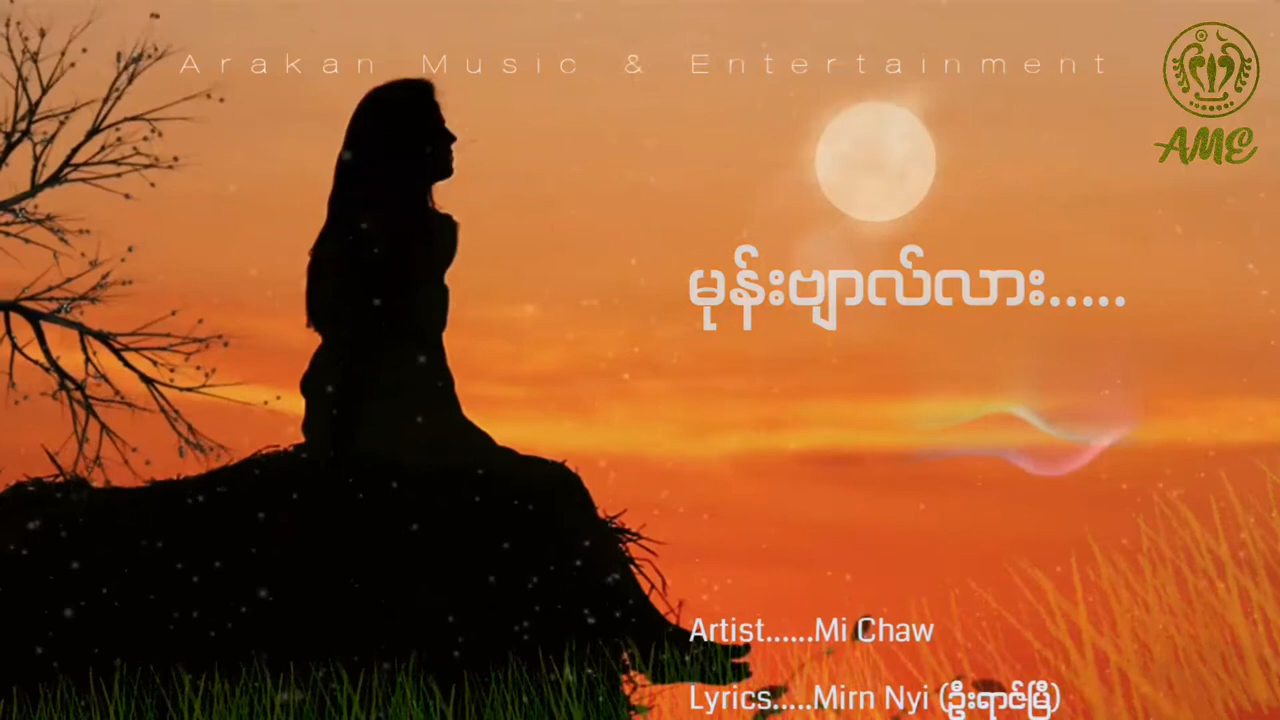 Arakan Music & Entertainment
AME
မုန်းဗျာလ်လား.....
Artist......Mi Chaw
Lyrics.....Mirn Nyi (ဦးရာဇ်မြီ)